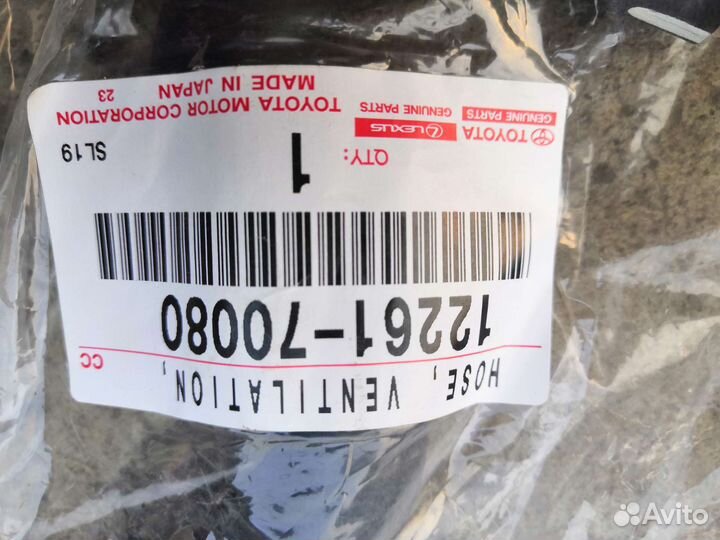 TOYOTA
GENUINE PARTS
LEXUS
GENUINE PARTS
TOYOTA MOTOR CORPORATION
MADE IN JAPAN
23
QTY:
1
SL19
12261-70080
CC
HOSE, VENTILATION,
Avito